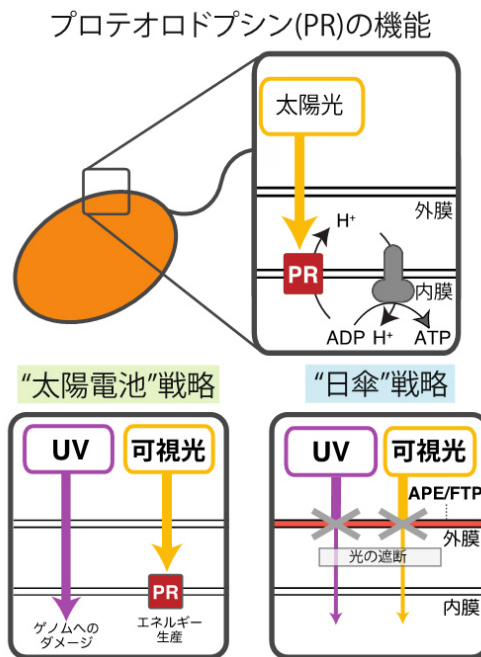 プロテオロドプシン(PR)の機能
太陽光
外膜
H+
PR
内膜
ADP H+ ATP
“太陽電池”戦略
“日傘”戦略
UV 可視光
PR
ゲノムへの
ダメージ
エネルギー
生産
UV 可視光
APE/FTP
外膜
光の遮断
内膜